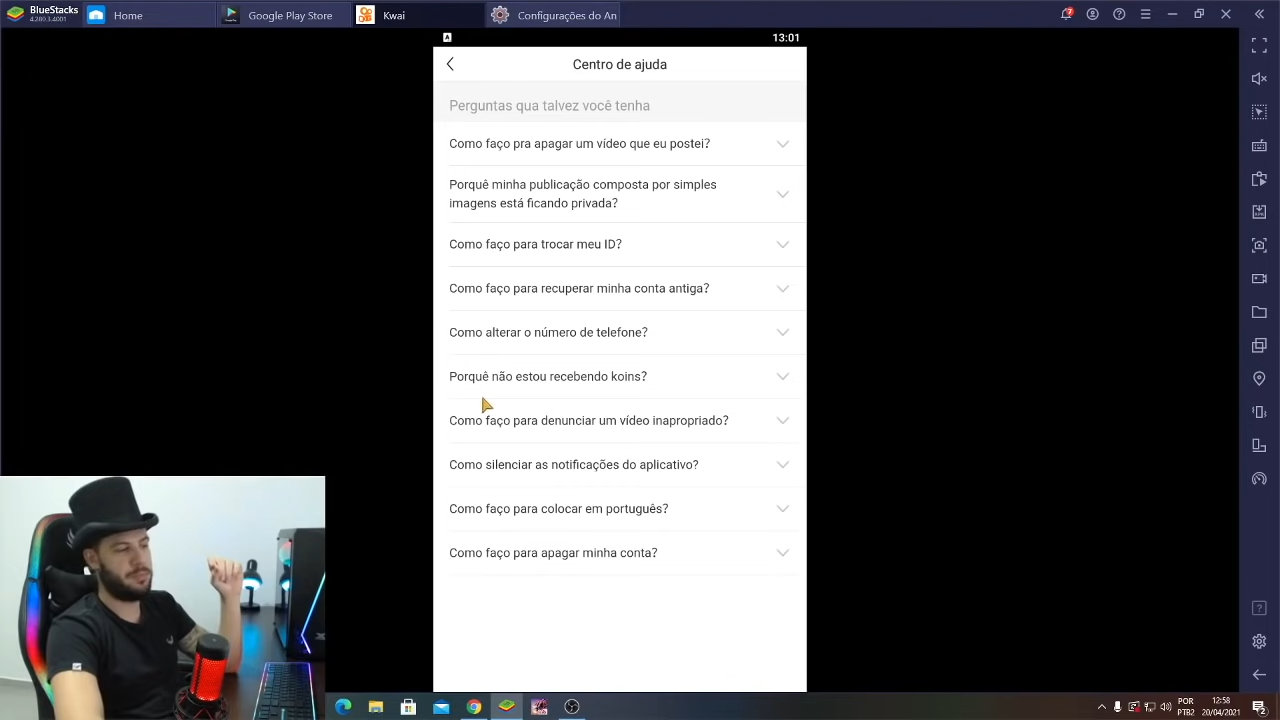 BlueStacks
4.280.3.4001
Home
Google Play Store
Kwai
Configurações do An
13:01
Centro de ajuda
Perguntas qua talvez você tenha
Como faço pra apagar um vídeo que eu postei?
Porquê minha publicação composta por simples
imagens está ficando privada?
Como faço para trocar meu ID?
Como faço para recuperar minha conta antiga?
Como alterar o número de telefone?
Porquê não estou recebendo koins?
Como faço para denunciar um vídeo inapropriado?
Como silenciar as notificações do aplicativo?
Como faço para colocar em português?
Como faço para apagar minha conta?
POR
PTB2
12:58
20/04/2021